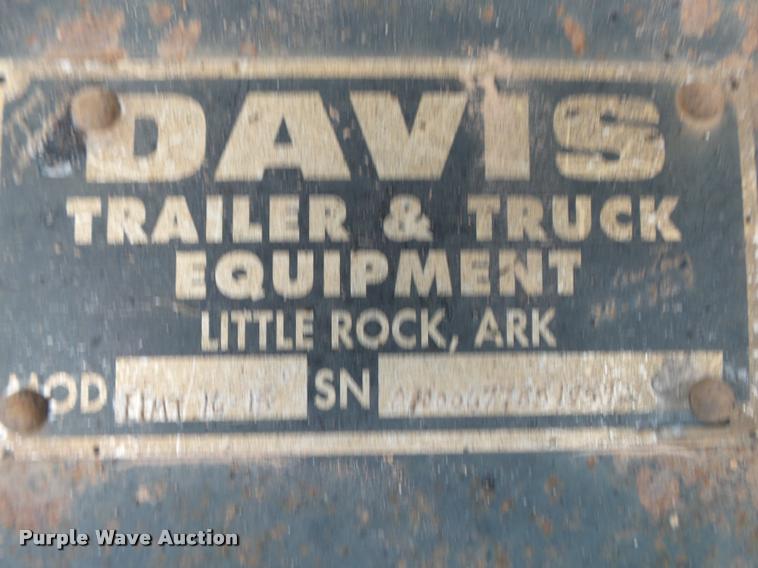 DAVIS
TRAILER & TRUCK
EQUIPMENT
LITTLE ROCK, ARK
MOD SN
Purple Wave Auction